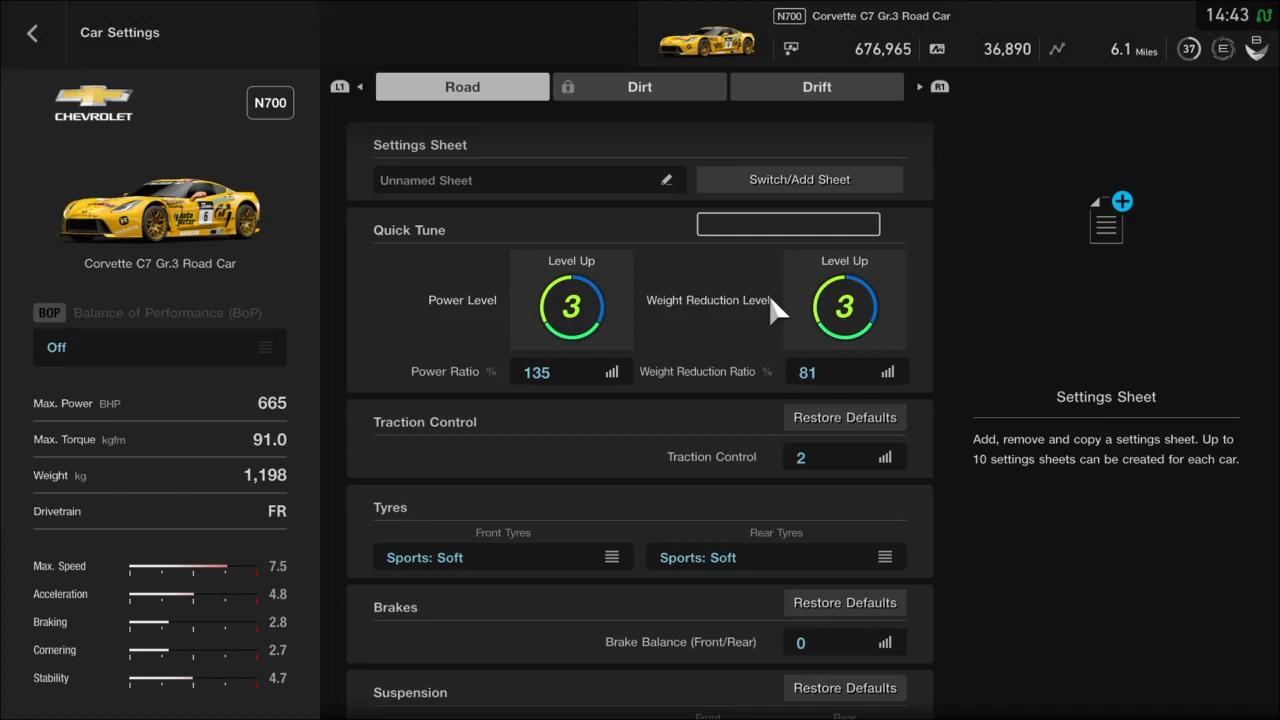 Car Settings
N700 Corvette C7 Gr.3 Road Car
14:43
676,965
36,890
6.1 Miles
37
E
B
CHEVROLET
N700
6
Corvette C7 Gr.3 Road Car
BOP Balance of Performance (BoP)
Off
Max. Power BHP 665
Max. Torque kgfm 91.0
Weight kg 1,198
Drivetrain FR
Max. Speed 7.5
Acceleration 4.8
Braking 2.8
Cornering 2.7
Stability 4.7
L1 Road Dirt Drift R1
Settings Sheet
Unnamed Sheet Switch/Add Sheet
Quick Tune
Level Up Level Up
Power Level 3 Weight Reduction Level 3
Power Ratio % 135 Weight Reduction Ratio % 81
Traction Control Restore Defaults
Traction Control 2
Tyres
Front Tyres Rear Tyres
Sports: Soft Sports: Soft
Brakes Restore Defaults
Brake Balance (Front/Rear) 0
Suspension Restore Defaults
Front Rear
Settings Sheet
Add, remove and copy a settings sheet. Up to
10 settings sheets can be created for each car.